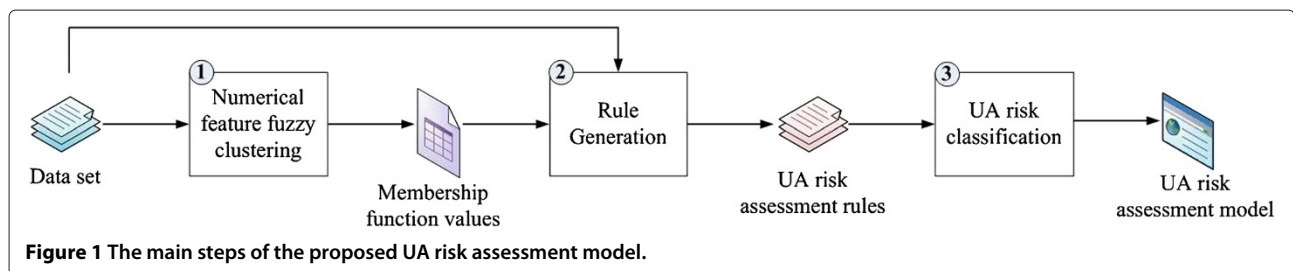 1
Numerical
feature fuzzy
clustering
2
Rule
Generation
3
UA risk
classification
Data set
Membership
function values
UA risk
assessment rules
UA risk
assessment model
Figure 1 The main steps of the proposed UA risk assessment model.